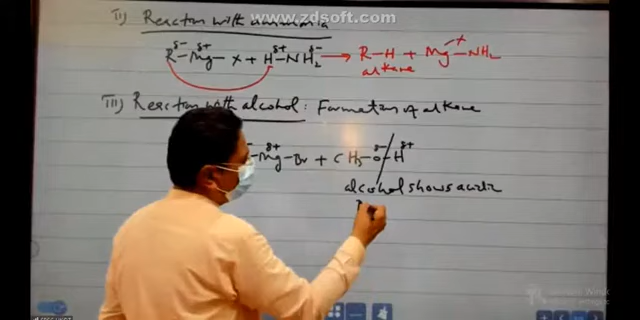 www.zdsoft.com
II) Reaction with ammonia
R δ- – Mg δ+ – X + H δ+ – NH2 δ- → R – H + Mg X – NH2
alkane
III) Reaction with alcohol : Formation of alkane
– Mg δ+ – Br + CH3 – O δ- – H δ+
alcohol shows acidic